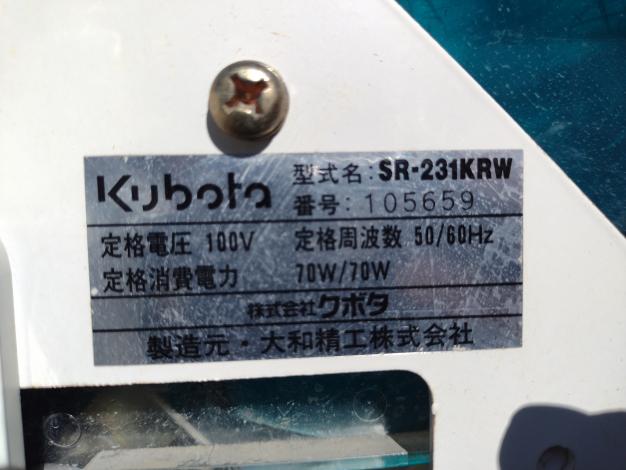 Kubota
型式名:SR-231KRW
番号:105659
定格電圧 100V 定格周波数 50/60Hz
定格消費電力 70W/70W
株式会社クボタ
製造元・大和精工株式会社